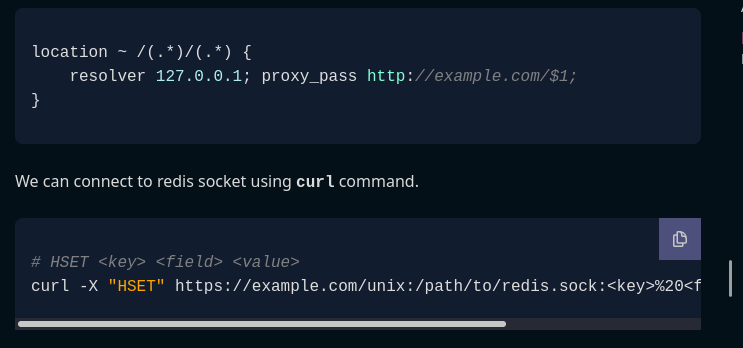 location ~ /(.*)/(.*) {
    resolver 127.0.0.1; proxy_pass http://example.com/$1;
}
We can connect to redis socket using curl command.
# HSET <key> <field> <value>
curl -X "HSET" https://example.com/unix:/path/to/redis.sock:<key>%20<f